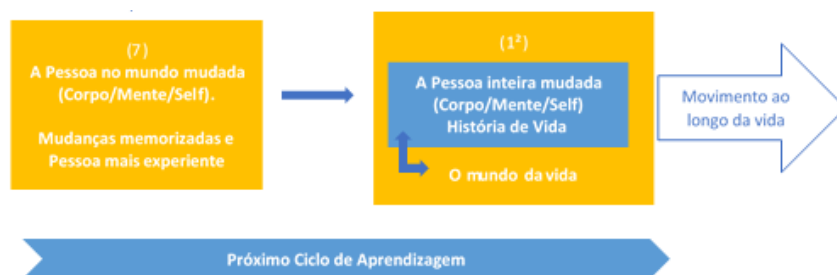 (7)
A Pessoa no mundo mudada
(Corpo/Mente/Self).
Mudanças memorizadas e
Pessoa mais experiente
(1²)
A Pessoa inteira mudada
(Corpo/Mente/Self)
História de Vida
O mundo da vida
Movimento ao
longo da vida
Próximo Ciclo de Aprendizagem